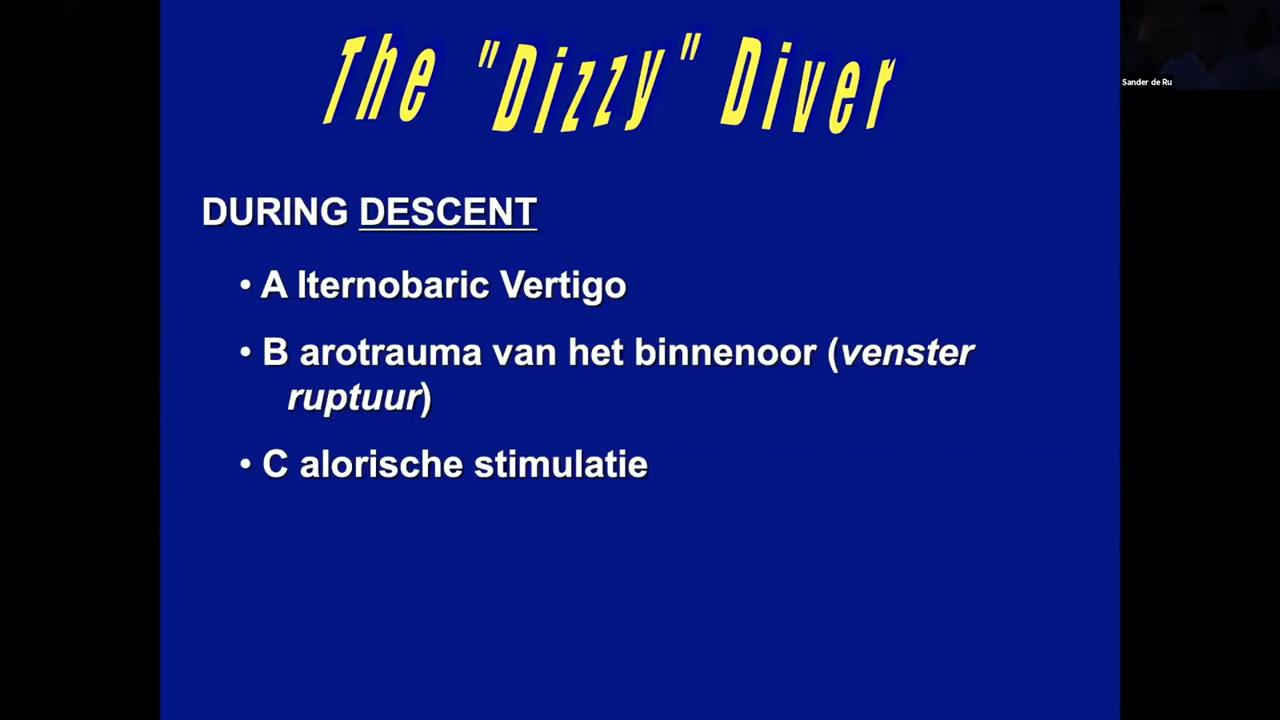 The "Dizzy" Diver
Sander de Ru
DURING DESCENT
• A lternobaric Vertigo
• B arotrauma van het binnenoor (venster
ruptuur)
• C alorische stimulatie